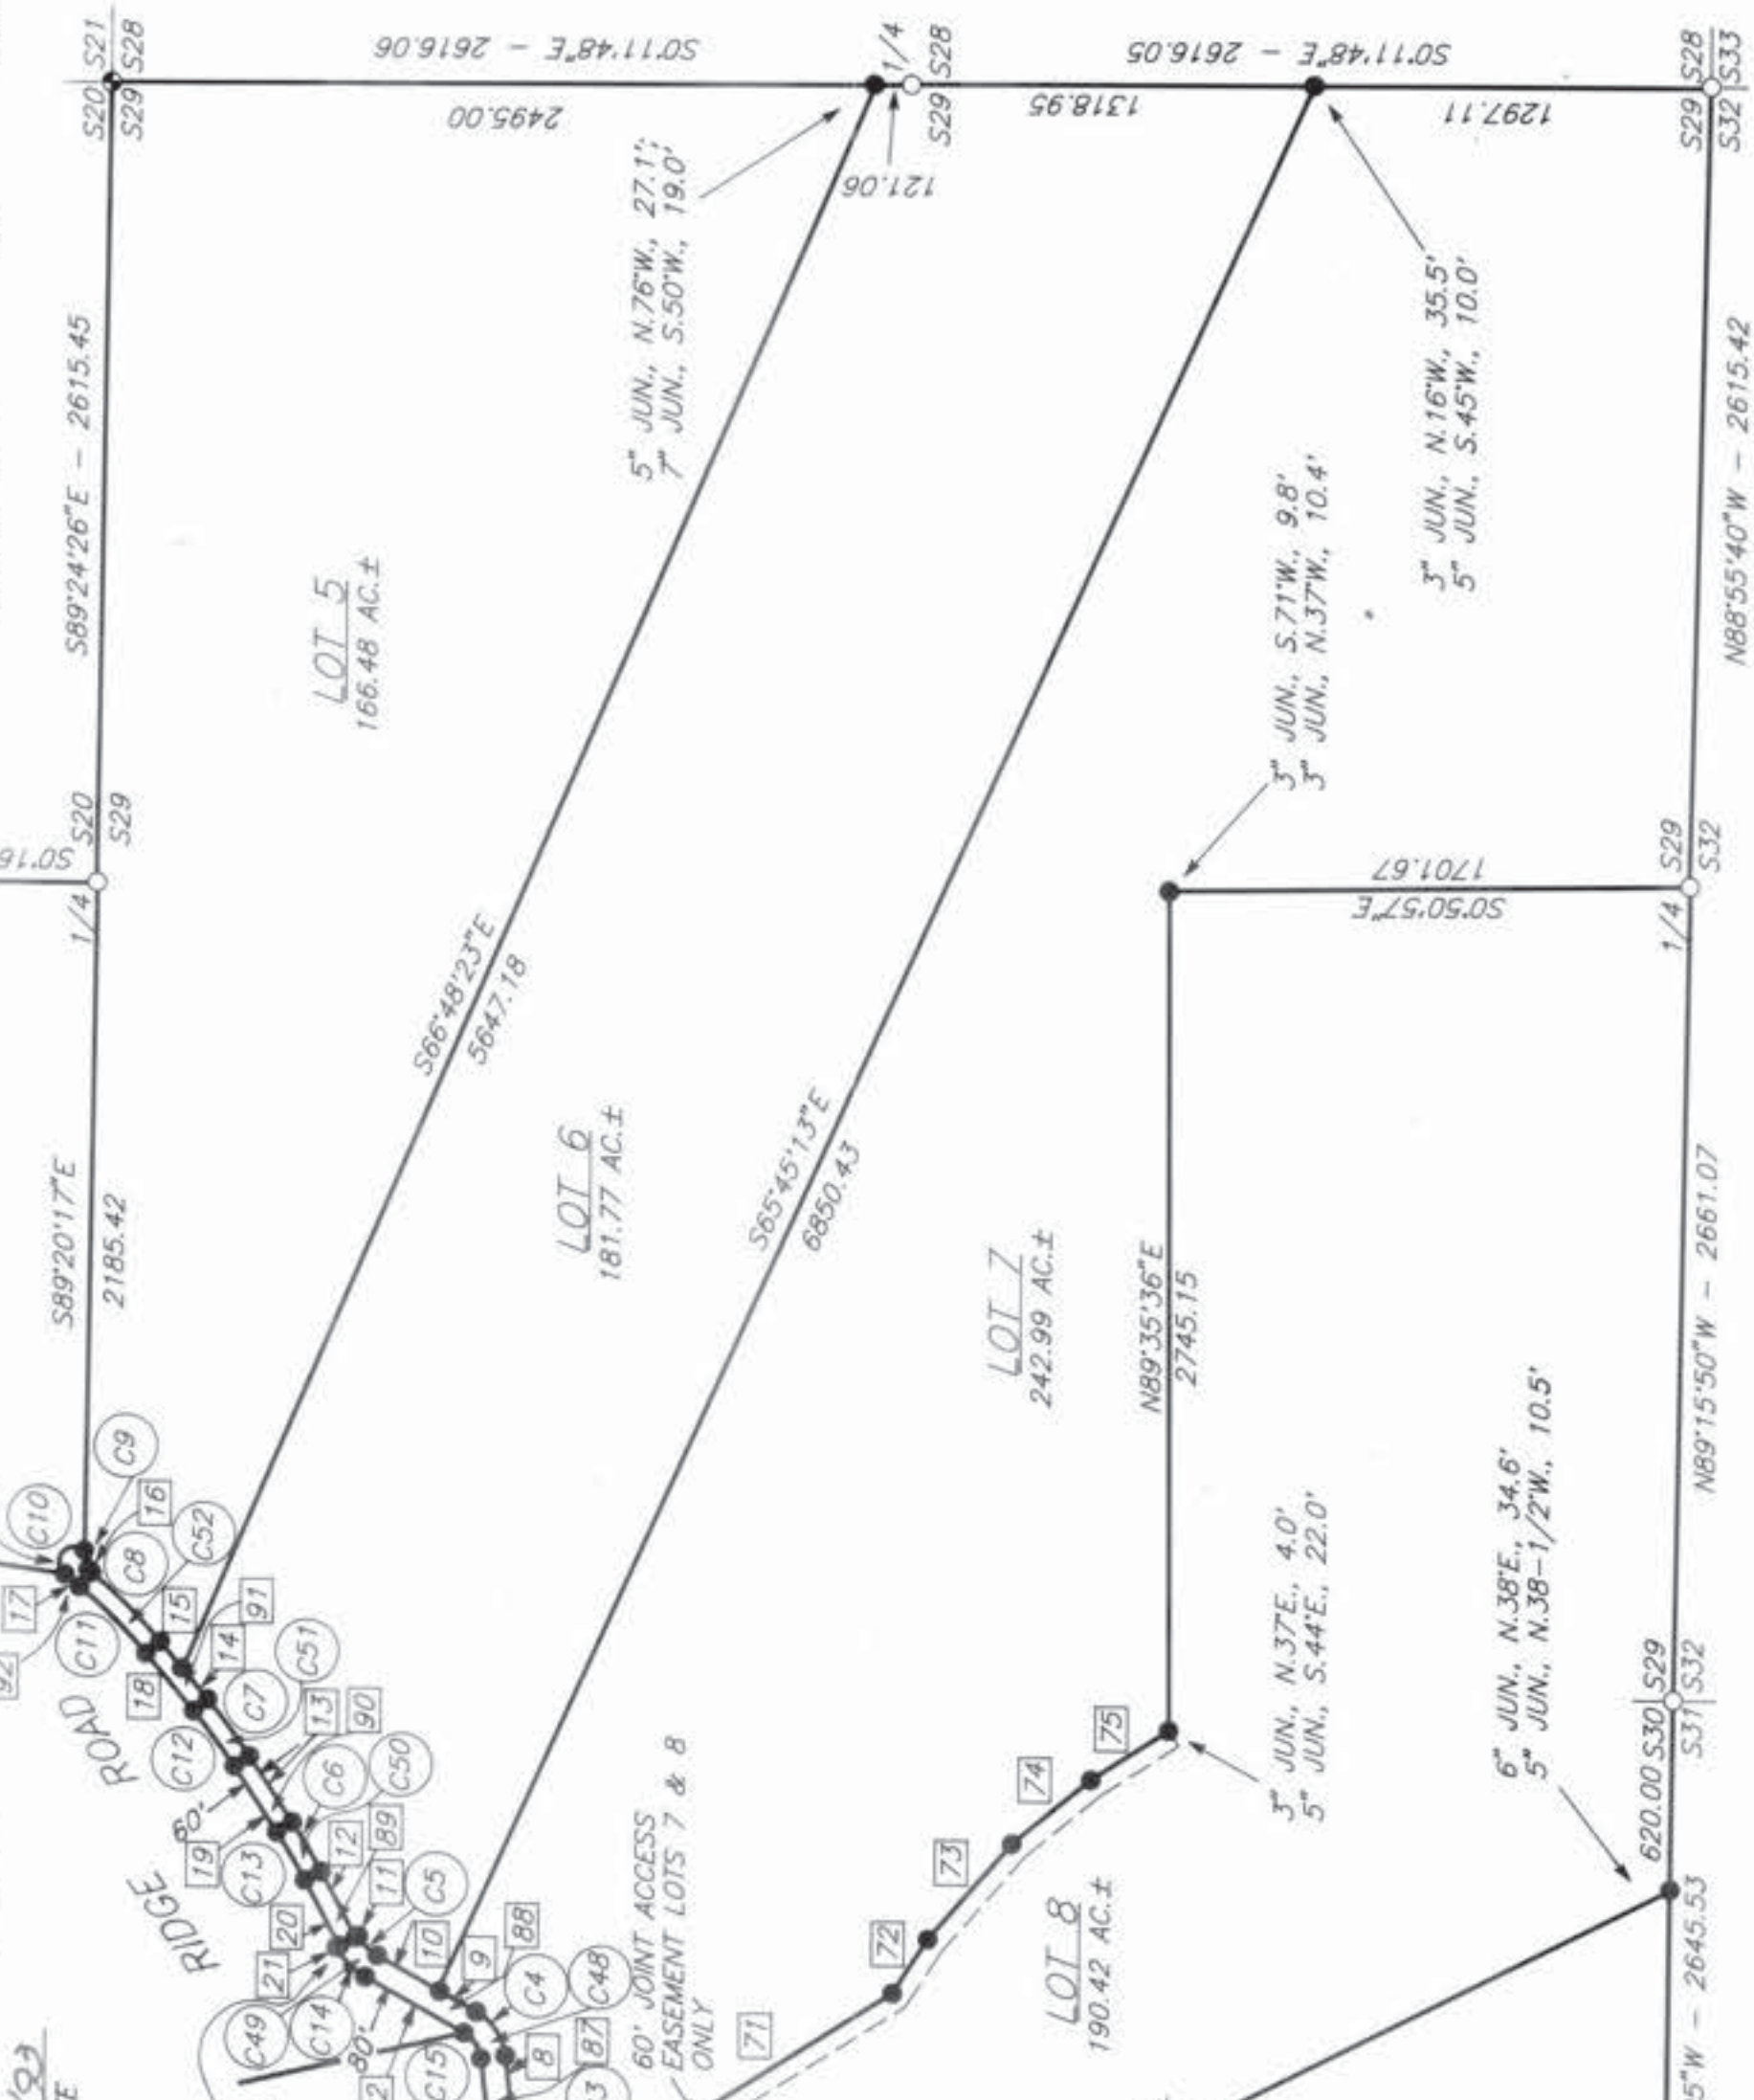 S20 S21
S29 S28
S0°11'48"E - 2616.06
2495.00
S89°24'26"E - 2615.45
LOT 5
166.48 AC.±
5" JUN., N.76°W., 27.1';
7" JUN., S.50°W., 19.0'
121.06
1/4
S29 S28
S0°11'48"E - 2616.05
1318.95
1297.11
S29 S28
S32 S33
3" JUN., N.16°W., 35.5'
5" JUN., S.45°W., 10.0'
N88°55'40"W - 2615.42
3" JUN., S.71°W., 9.8'
3" JUN., N.37°W., 10.4'
S0°50'57"E
1701.67
1/4 S29
S32
S0°16
1/4 S20
S29
S89°20'17"E
2185.42
S66°48'23"E
5647.18
LOT 6
181.77 AC.±
S65°45'13"E
6850.43
LOT 7
242.99 AC.±
N89°35'36"E
2745.15
N89°15'50"W - 2661.07
3" JUN., N.37°E., 4.0'
5" JUN., S.44°E., 22.0'
6" JUN., N.38°E., 34.6'
5" JUN., N.38-1/2°W., 10.5'
620.00 S30 S29
S31 S32
5"W - 2645.53
LOT 8
190.42 AC.±
75
74
73
72
71
60' JOINT ACCESS
EASEMENT LOTS 7 & 8
ONLY
RIDGE ROAD
C10
C9
16
17
C8
C52
92
C11
15
91
18
14
C51
C7
C12
13
90
60'
C6
C50
19
C13
12
89
20
11
C5
21
10
88
C49
C14
9
C4
80'
C48
C15
8
87